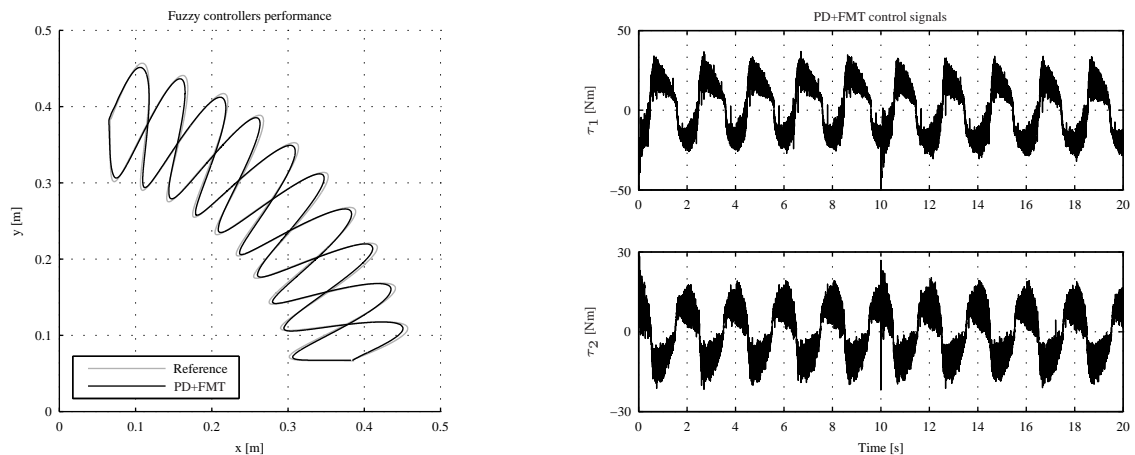 Fuzzy controllers performance
0.5
0.4
0.3
0.2
0.1
0
y [m]
Reference
PD+FMT
0 0.1 0.2 0.3 0.4 0.5
x [m]
PD+FMT control signals
50
0
−50
τ1 [Nm]
0 2 4 6 8 10 12 14 16 18 20
30
0
−30
τ2 [Nm]
0 2 4 6 8 10 12 14 16 18 20
Time [s]